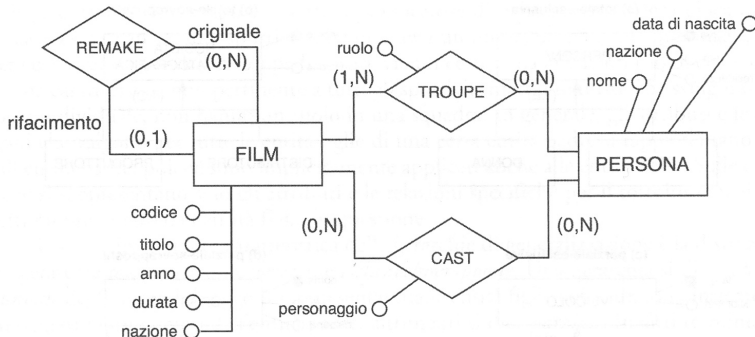 data di nascita
originale
ruolo
nazione
REMAKE
(0,N)
(1,N)
(0,N)
nome
TROUPE
rifacimento
(0,1)
FILM
PERSONA
codice
(0,N)
(0,N)
titolo
CAST
anno
durata
personaggio
nazione